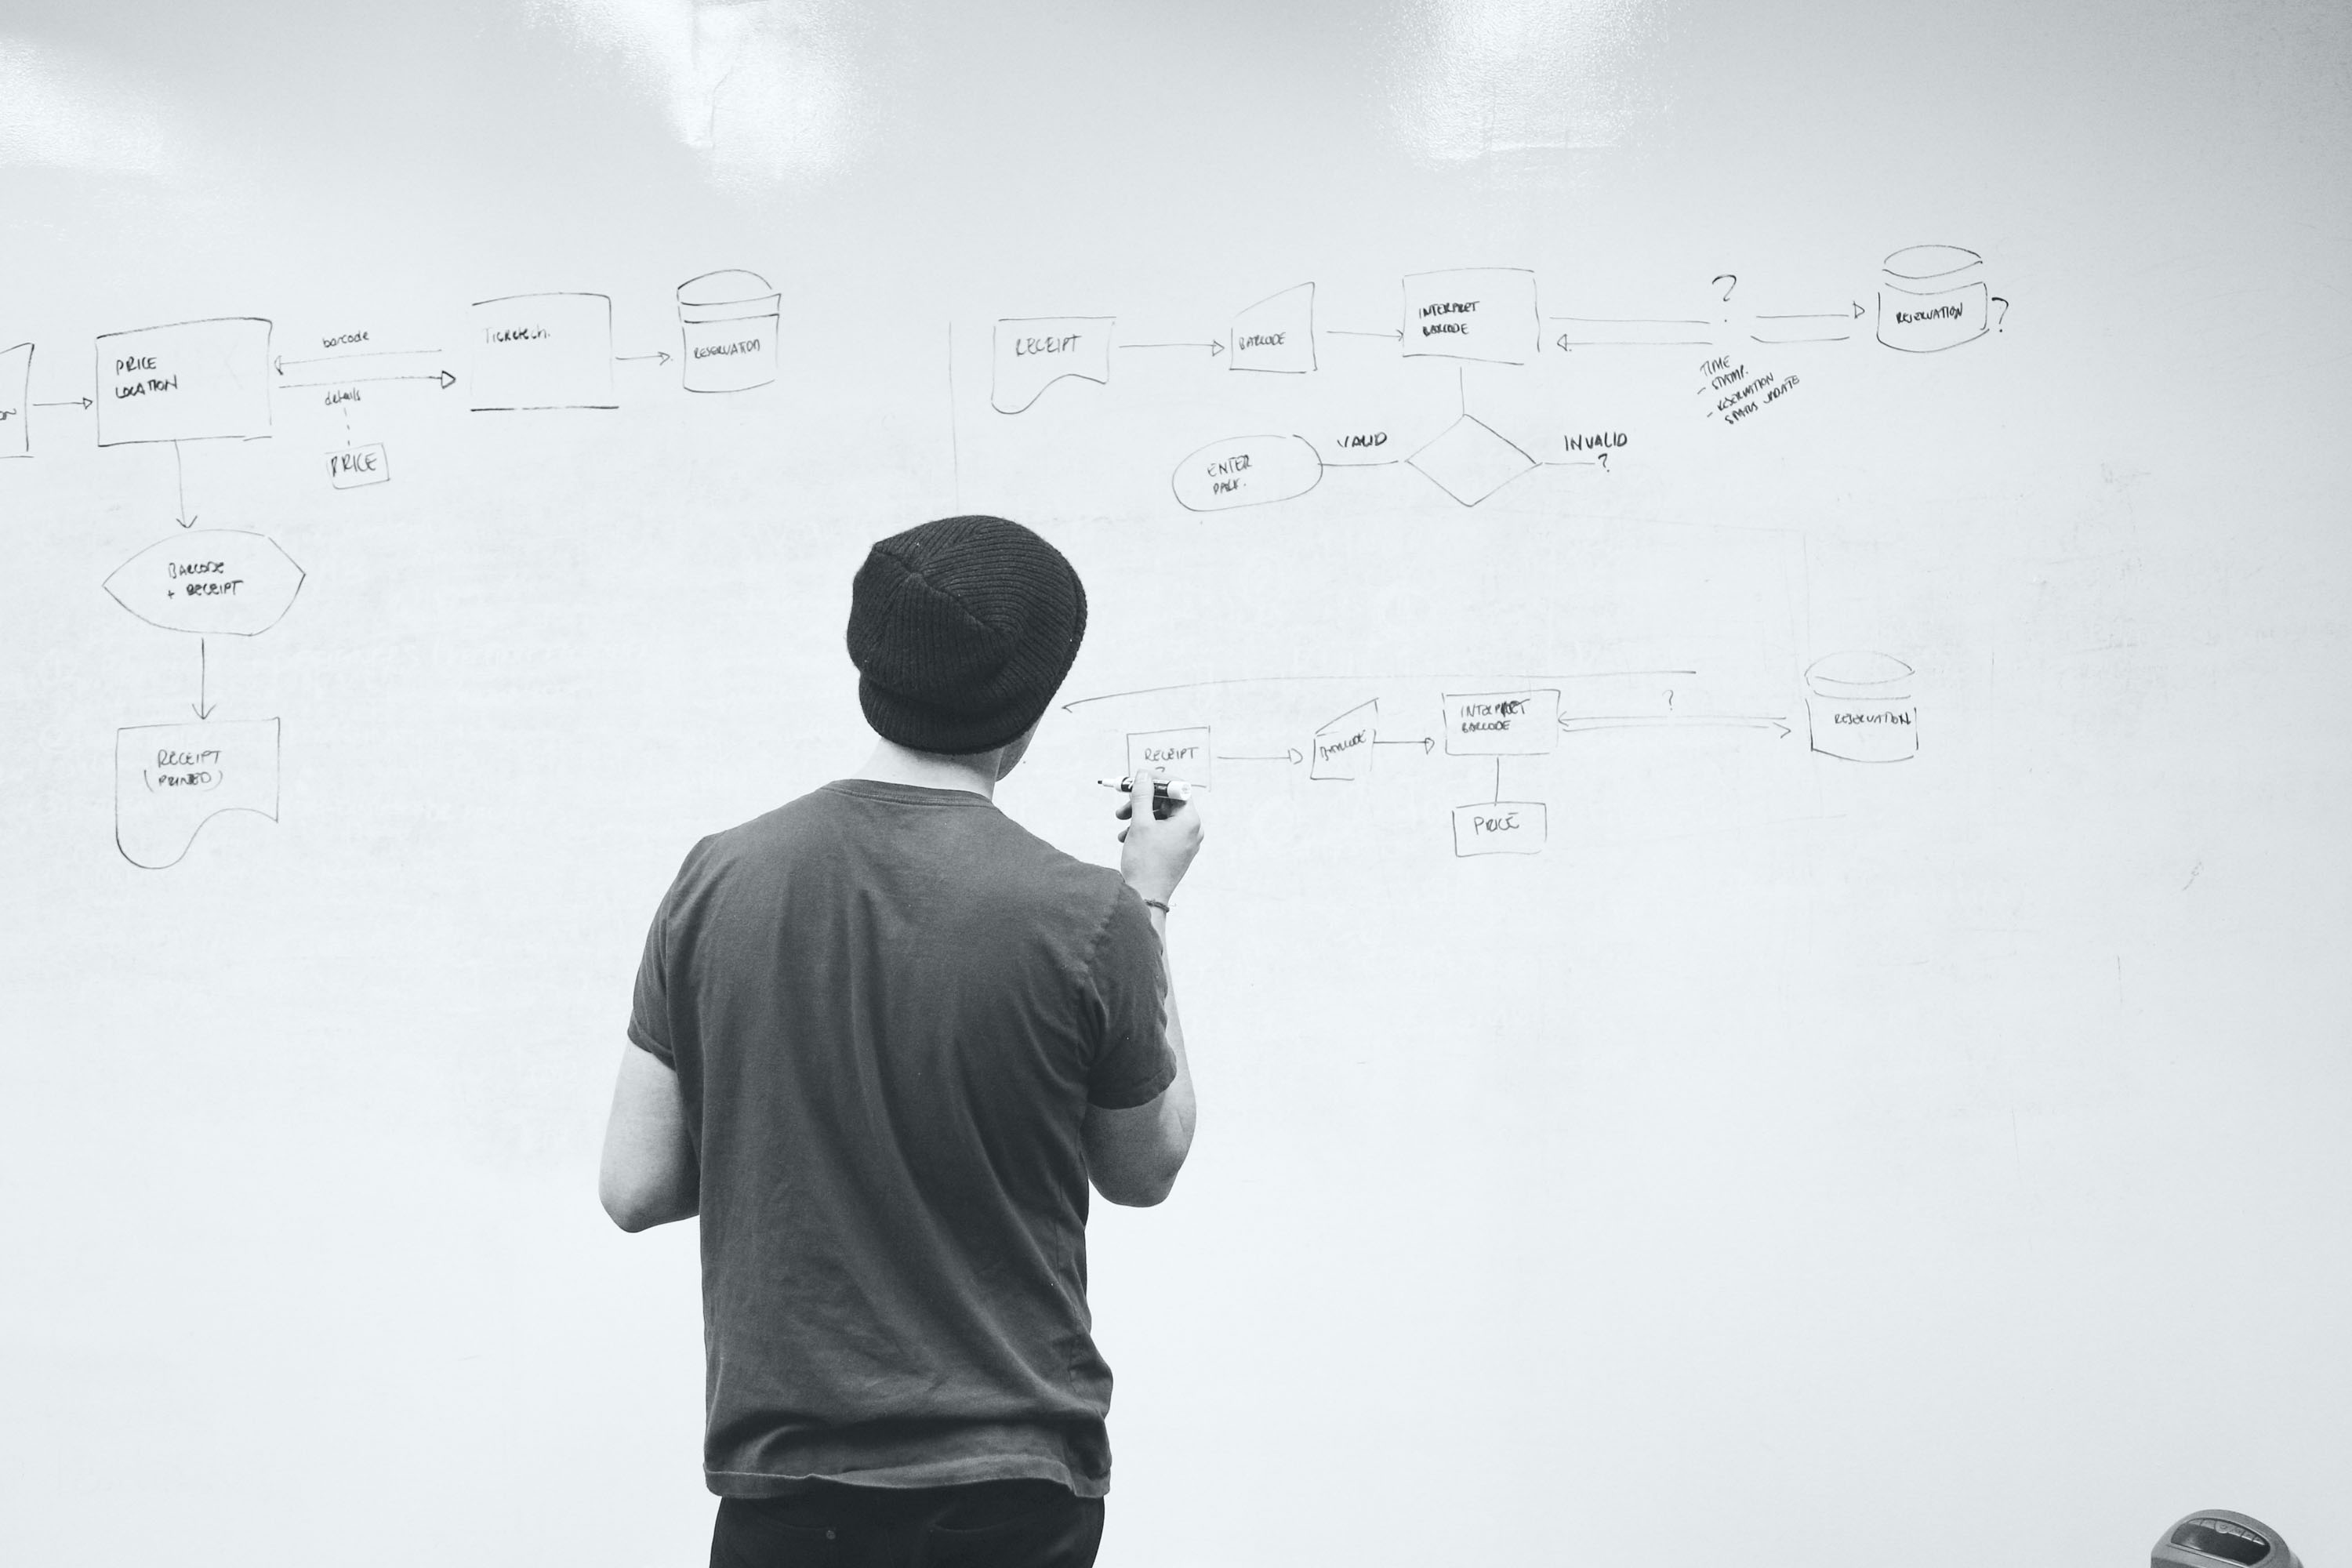 PRICE
LOCATION
barcode
details
PRICE
Ticketech.
RESERVATION
BARCODE
+ RECEIPT
RECEIPT
(PRINTED)
RECEIPT
BARCODE
INTERPRET
BARCODE
?
TIME
- STAMP.
- RESERVATION
STATUS UPDATE
RESERVATION
?
VALID
INVALID
?
ENTER
RECEIPT
?
BARCODE
INTERPRET
BARCODE
PRICE
?
RESERVATION